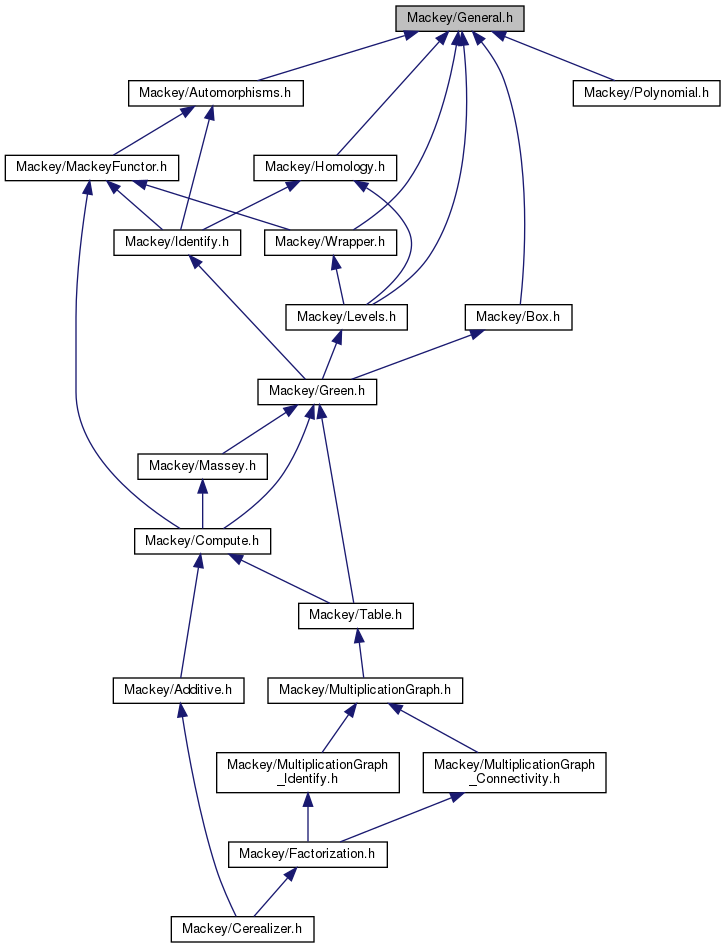 Mackey/General.h
Mackey/Automorphisms.h
Mackey/Polynomial.h
Mackey/MackeyFunctor.h
Mackey/Homology.h
Mackey/Identify.h
Mackey/Wrapper.h
Mackey/Levels.h
Mackey/Box.h
Mackey/Green.h
Mackey/Massey.h
Mackey/Compute.h
Mackey/Table.h
Mackey/Additive.h
Mackey/MultiplicationGraph.h
Mackey/MultiplicationGraph
_Identify.h
Mackey/MultiplicationGraph
_Connectivity.h
Mackey/Factorization.h
Mackey/Cerealizer.h